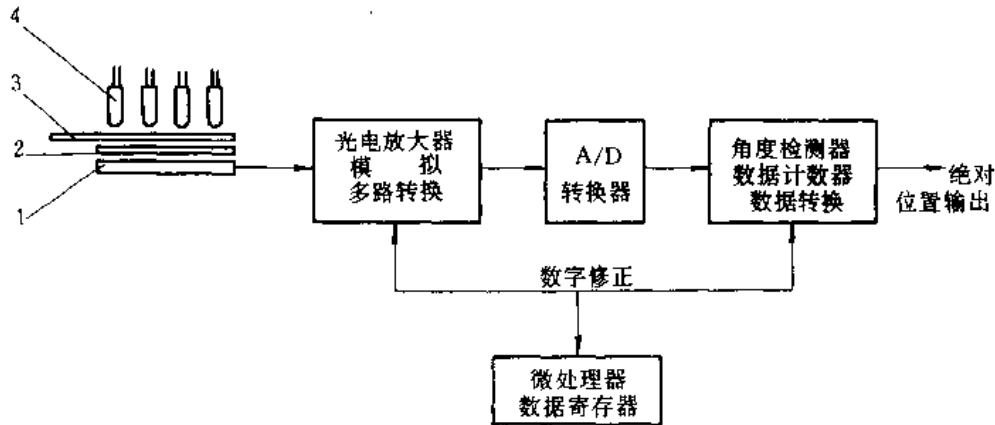 4
3
2
1
光电放大器
模 拟
多路转换
A/D
转换器
角度检测器
数据计数器
数据转换
绝对
位置输出
数字修正
微处理器
数据寄存器